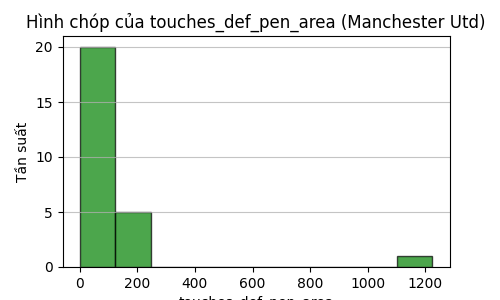 Hình chóp của touches_def_pen_area (Manchester Utd)
20
15
10
5
0
Tần suất
0 200 400 600 800 1000 1200
touches_def_pen_area